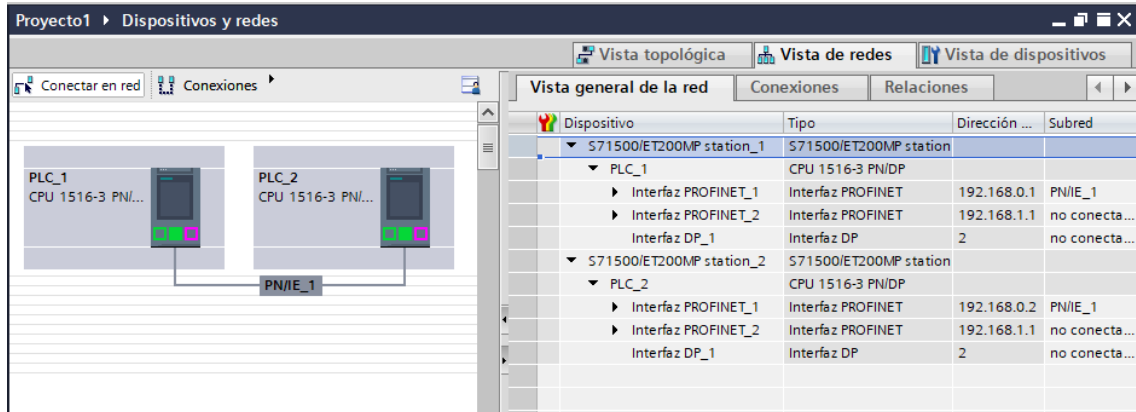 Proyecto1 ▸ Dispositivos y redes
Vista topológica Vista de redes Vista de dispositivos
Conectar en red Conexiones
Vista general de la red Conexiones Relaciones
Dispositivo Tipo Dirección ... Subred
S71500/ET200MP station_1 S71500/ET200MP station
PLC_1 CPU 1516-3 PN/DP
Interfaz PROFINET_1 Interfaz PROFINET 192.168.0.1 PN/IE_1
Interfaz PROFINET_2 Interfaz PROFINET 192.168.1.1 no conecta...
Interfaz DP_1 Interfaz DP 2 no conecta...
S71500/ET200MP station_2 S71500/ET200MP station
PLC_2 CPU 1516-3 PN/DP
Interfaz PROFINET_1 Interfaz PROFINET 192.168.0.2 PN/IE_1
Interfaz PROFINET_2 Interfaz PROFINET 192.168.1.1 no conecta...
Interfaz DP_1 Interfaz DP 2 no conecta...
PLC_1
CPU 1516-3 PN/...
PLC_2
CPU 1516-3 PN/...
PN/IE_1